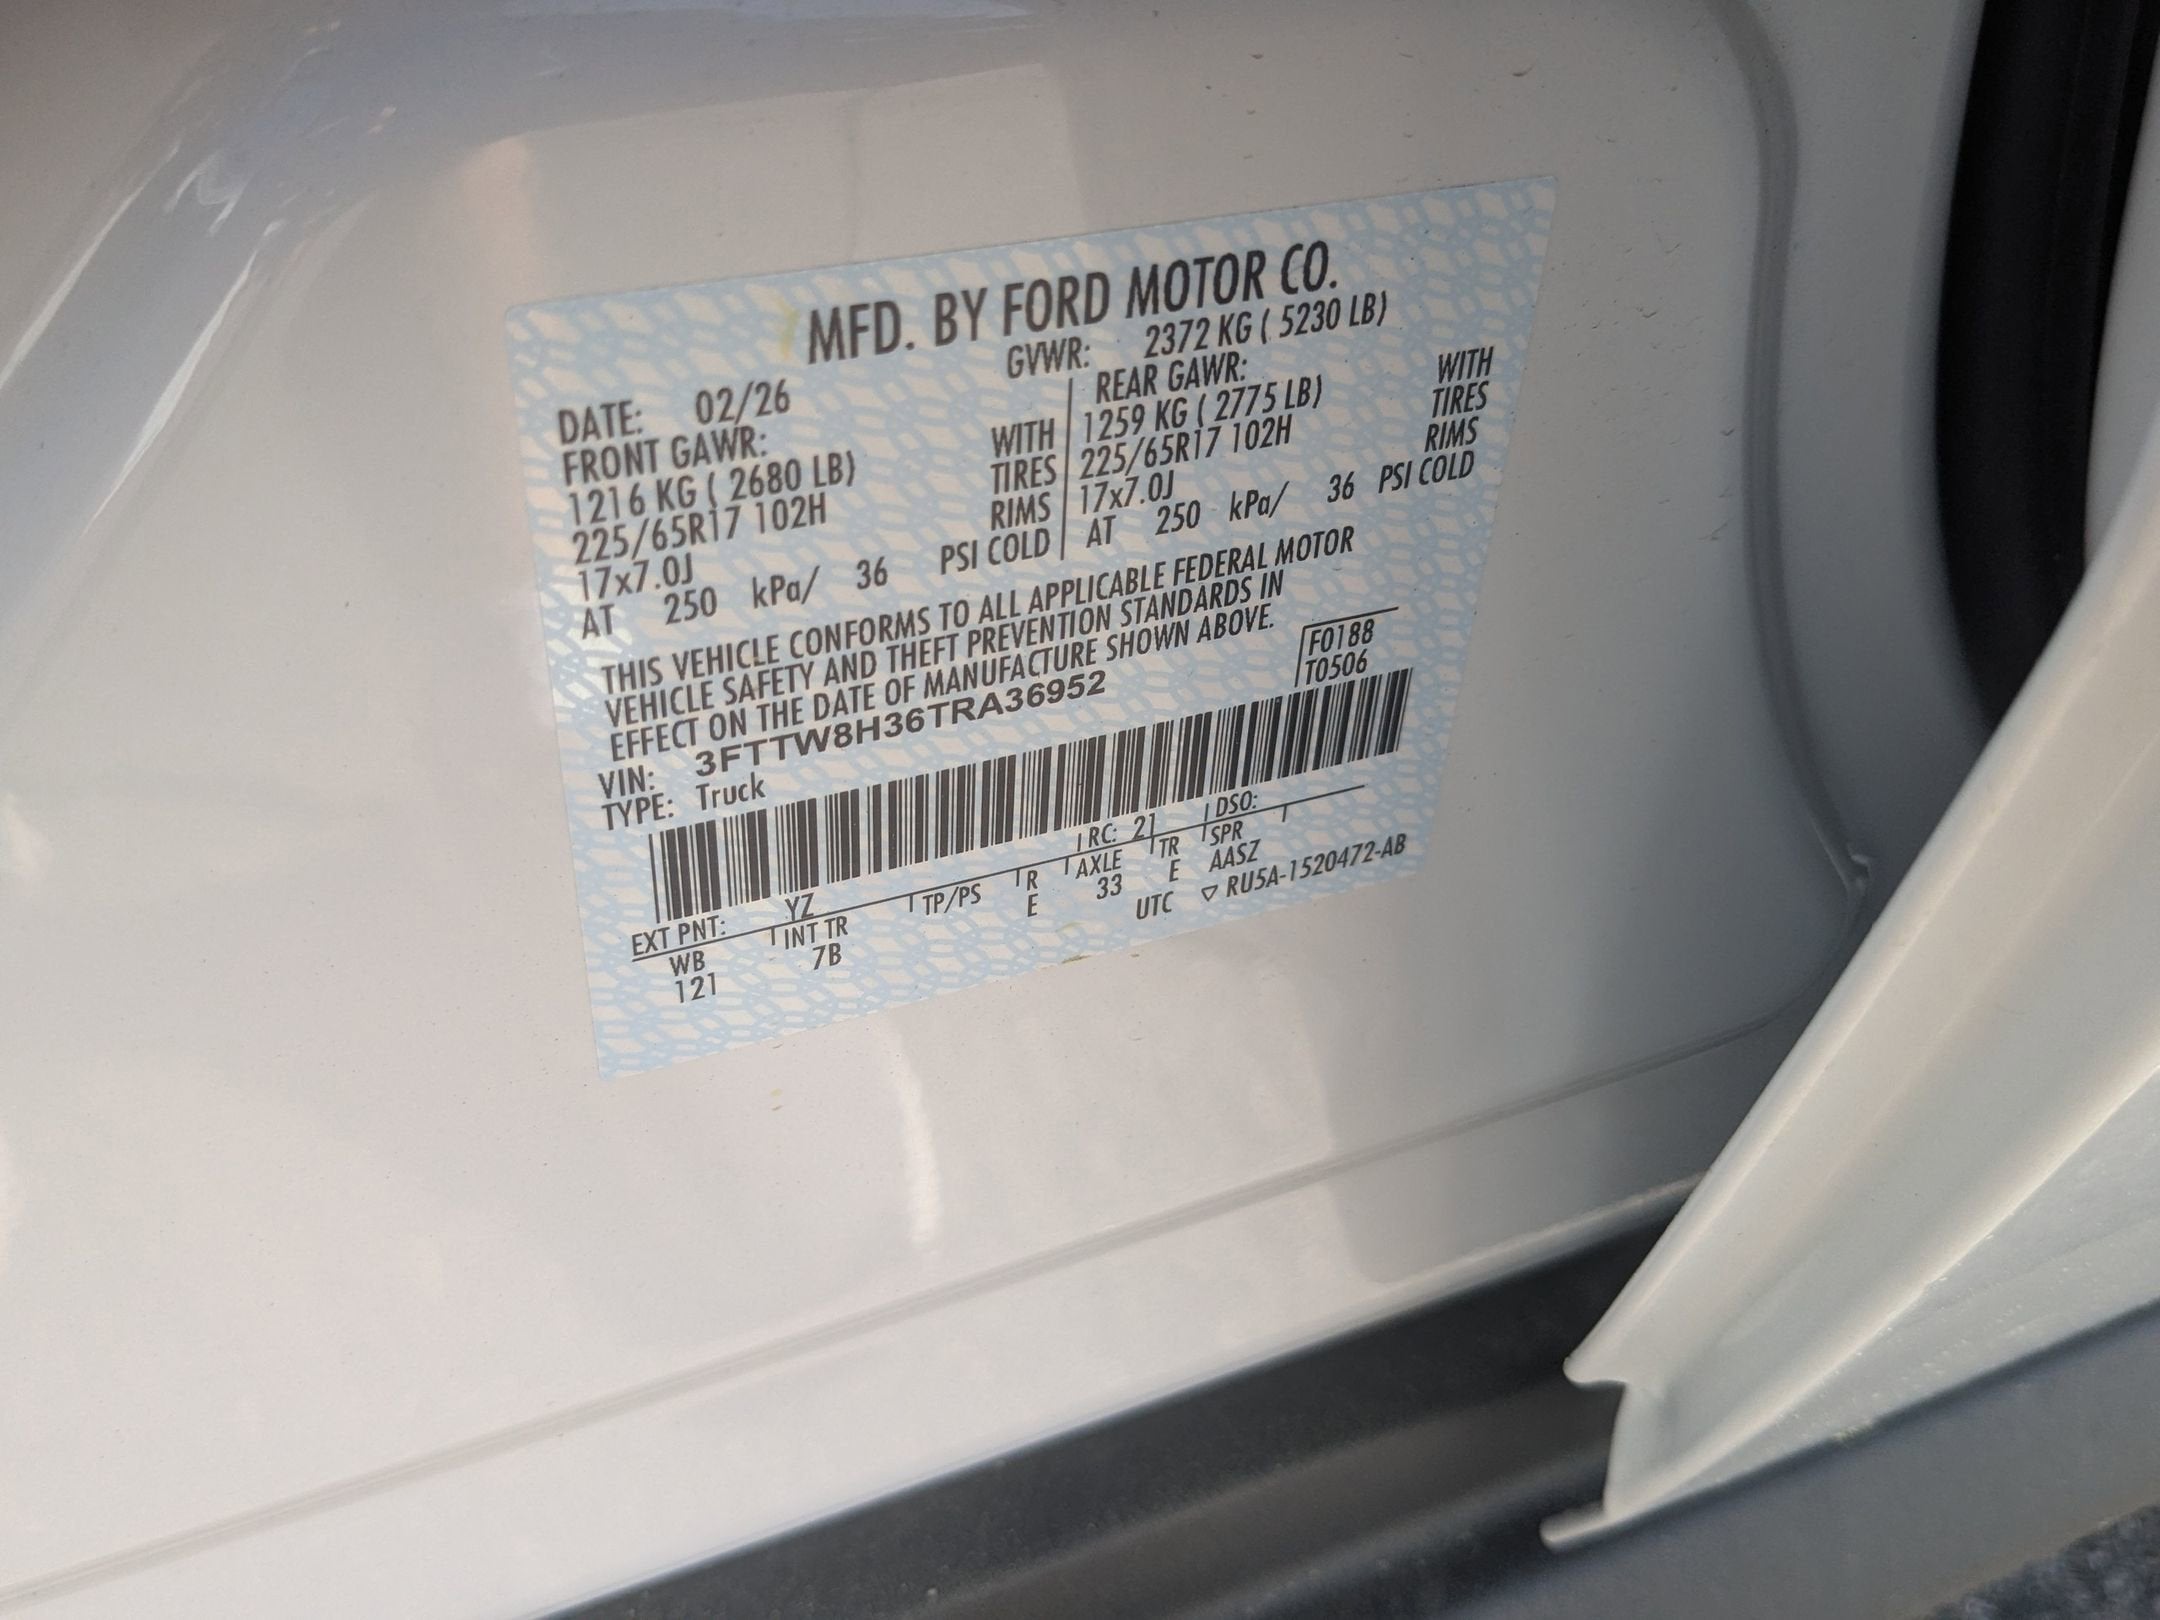 MFD. BY FORD MOTOR CO.
DATE: 02/26 GVWR: 2372 KG ( 5230 LB)
FRONT GAWR: REAR GAWR:
1216 KG ( 2680 LB) WITH 1259 KG ( 2775 LB) WITH
225/65R17 102H TIRES 225/65R17 102H TIRES
17x7.0J RIMS 17x7.0J RIMS
AT 250 kPa/ 36 PSI COLD AT 250 kPa/ 36 PSI COLD
THIS VEHICLE CONFORMS TO ALL APPLICABLE FEDERAL MOTOR
VEHICLE SAFETY AND THEFT PREVENTION STANDARDS IN
EFFECT ON THE DATE OF MANUFACTURE SHOWN ABOVE.
F0188
VIN: 3FTTW8H36TRA36952 T0506
TYPE: Truck
EXT PNT: YZ RC: 21 DSO:
WB INT TR TP/PS R AXLE TR SPR
121 7B E 33 E AASZ
UTC ▽ RU5A-1520472-AB